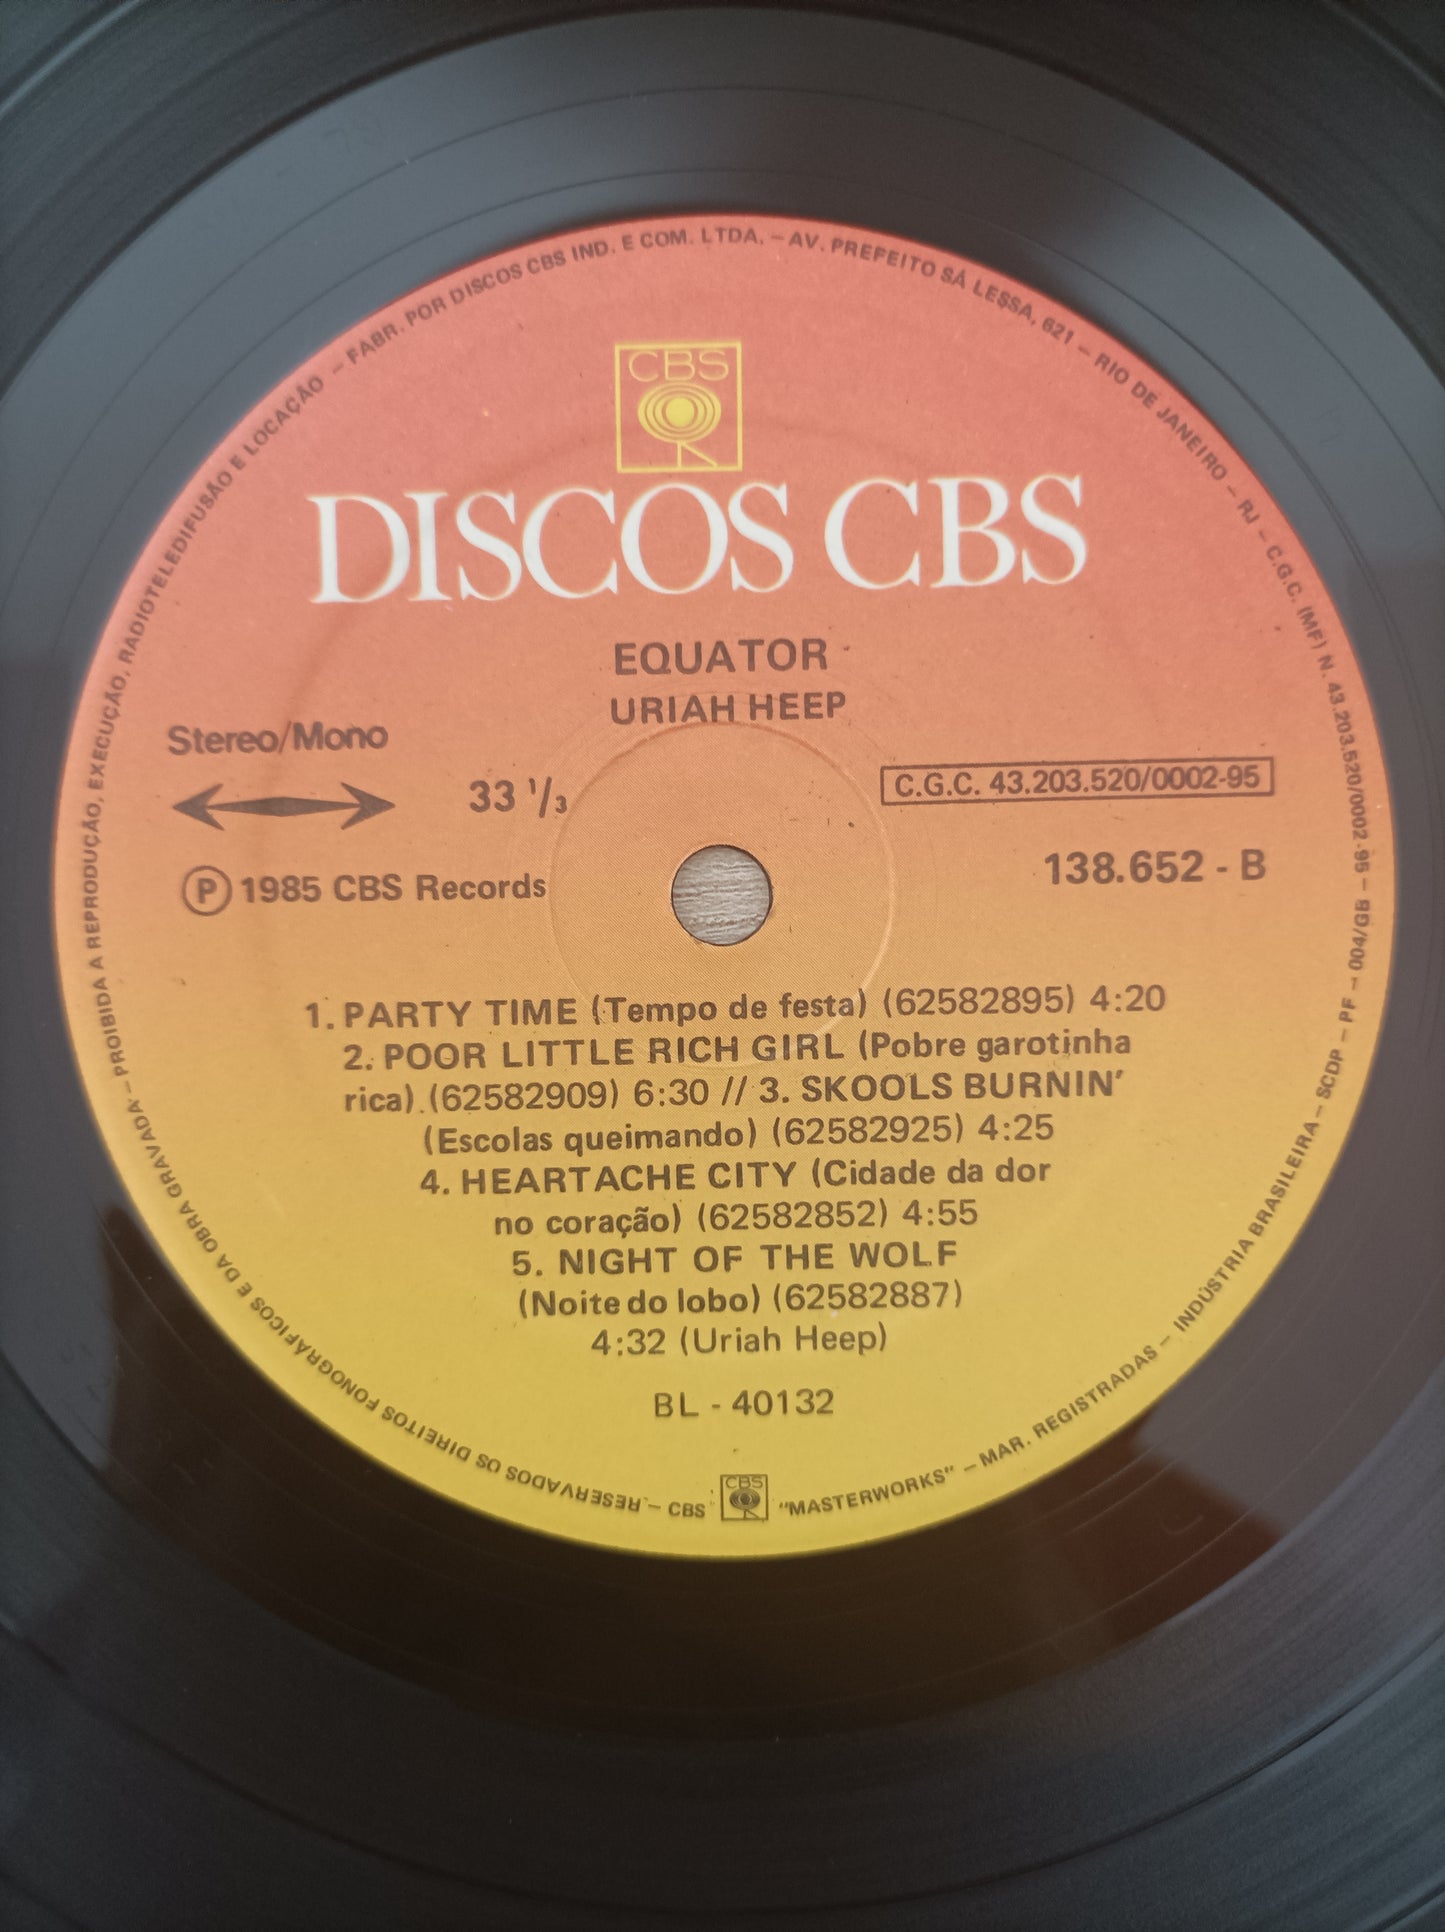 CBS
DISCOS CBS
EQUATOR
URIAH HEEP
Stereo/Mono
33 1/3
C.G.C. 43.203.520/0002-95
Ⓟ 1985 CBS Records
138.652 - B
1. PARTY TIME (Tempo de festa) (62582895) 4:20
2. POOR LITTLE RICH GIRL (Pobre garotinha
rica) (62582909) 6:30 // 3. SKOOLS BURNIN'
(Escolas queimando) (62582925) 4:25
4. HEARTACHE CITY (Cidade da dor
no coração) (62582852) 4:55
5. NIGHT OF THE WOLF
(Noite do lobo) (62582887)
4:32 (Uriah Heep)
BL - 40132
RESERVADOS OS DIREITOS FONOGRÁFICOS E DA OBRA GRAVADA - PROIBIDA A REPRODUÇÃO, EXECUÇÃO, RADIOTELEDIFUSÃO E LOCAÇÃO - FABR. POR DISCOS CBS IND. E COM. LTDA. - AV. PREFEITO SÁ LESSA, 621 - RIO DE JANEIRO - RJ - C.G.C. (MF) N. 43.203.520/0002-95 - 004/GB - PF - SCDP - INDÚSTRIA BRASILEIRA - MAR. REGISTRADAS - "MASTERWORKS" CBS - CBS -